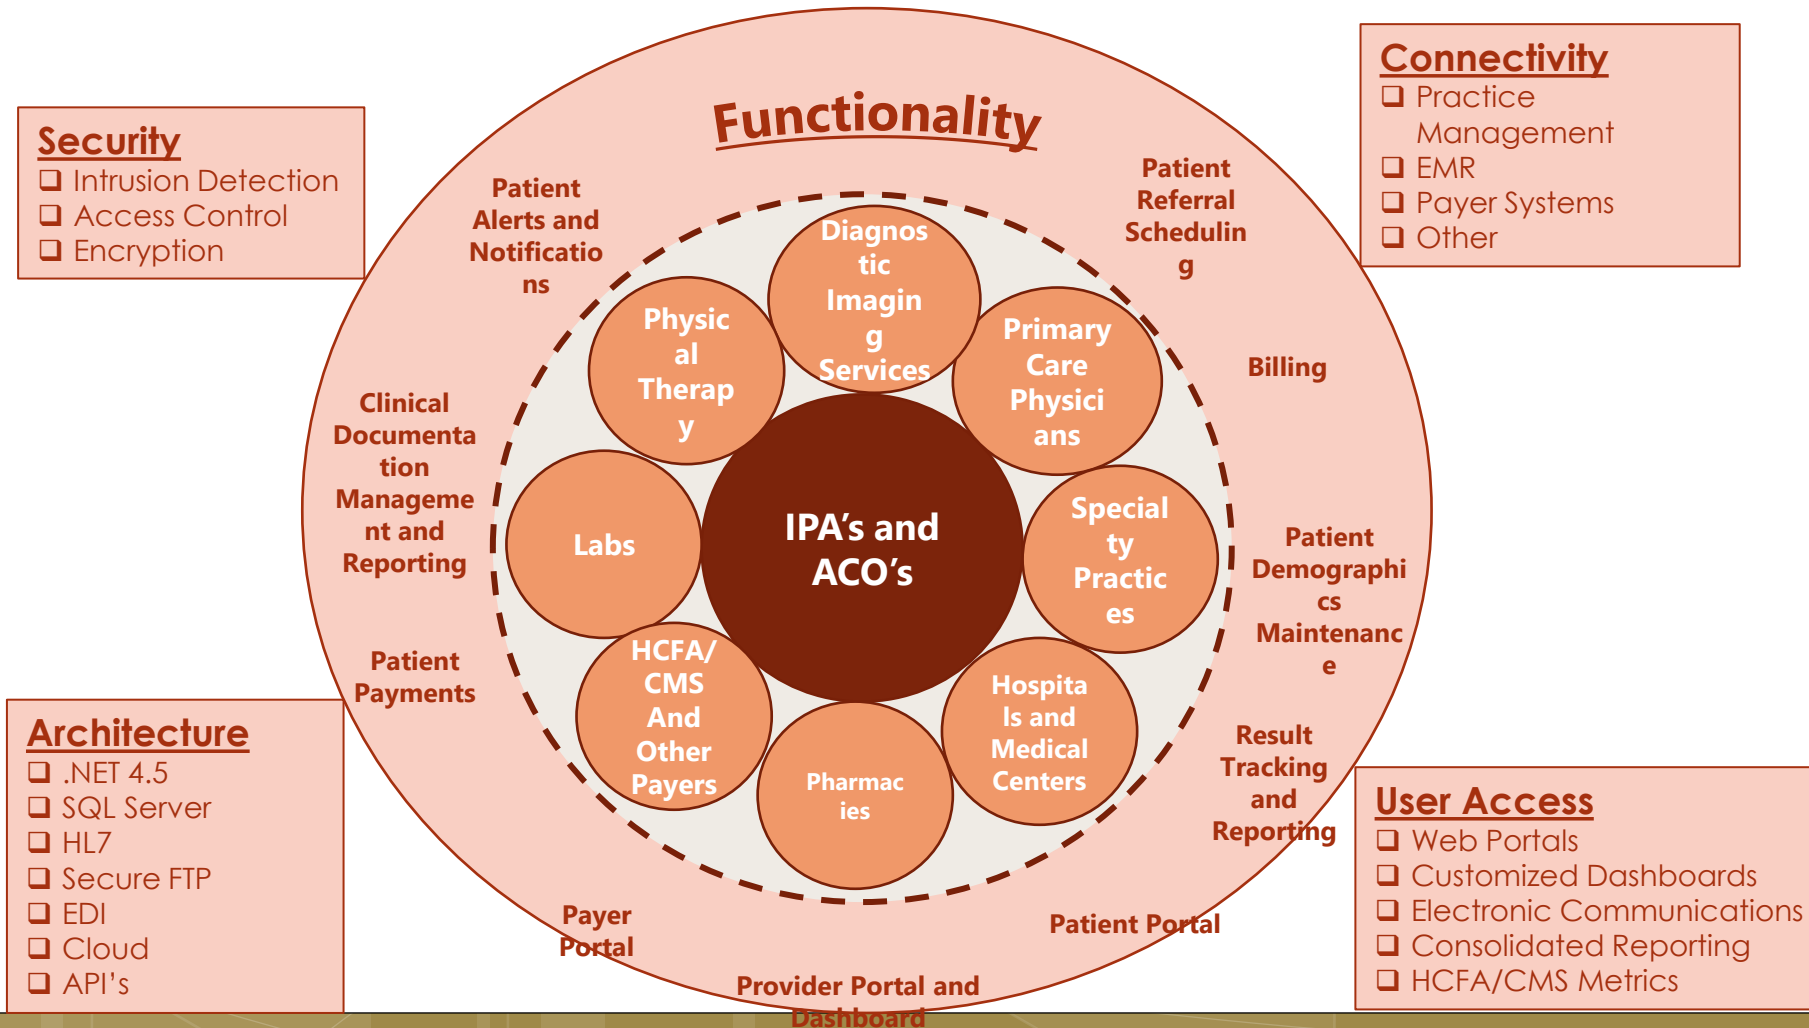 Functionality
Security
Intrusion Detection
Access Control
Encryption
Connectivity
Practice
Management
EMR
Payer Systems
Other
Patient
Alerts and
Notificatio
ns
Patient
Referral
Schedulin
g
Billing
Patient
Demographi
cs
Maintenanc
e
Result
Tracking
and
Reporting
Patient Portal
Provider Portal and
Dashboard
Payer
Portal
Patient
Payments
Clinical
Documenta
tion
Manageme
nt and
Reporting
Diagnos
tic
Imagin
g
Services
Primary
Care
Physici
ans
Special
ty
Practic
es
Hospita
ls and
Medical
Centers
Pharmac
ies
HCFA/
CMS
And
Other
Payers
Labs
Physic
al
Therap
y
IPA’s and
ACO’s
Architecture
.NET 4.5
SQL Server
HL7
Secure FTP
EDI
Cloud
API’s
User Access
Web Portals
Customized Dashboards
Electronic Communications
Consolidated Reporting
HCFA/CMS Metrics